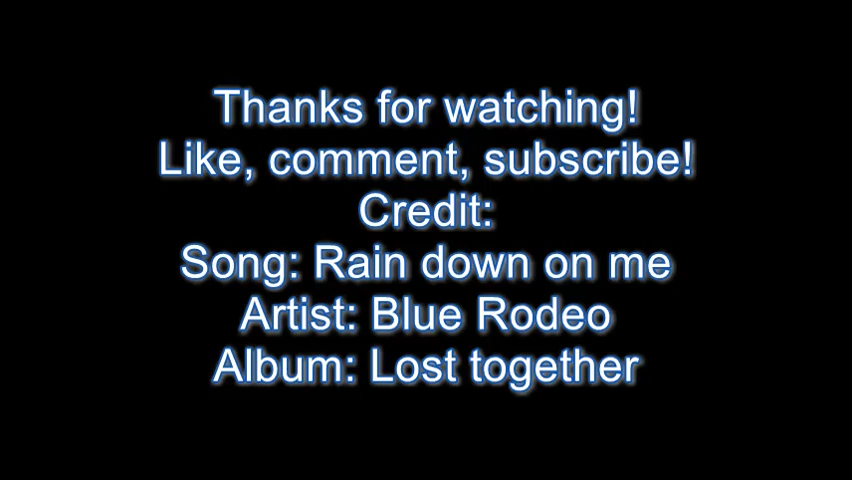 Thanks for watching!
Like, comment, subscribe!
Credit:
Song: Rain down on me
Artist: Blue Rodeo
Album: Lost together